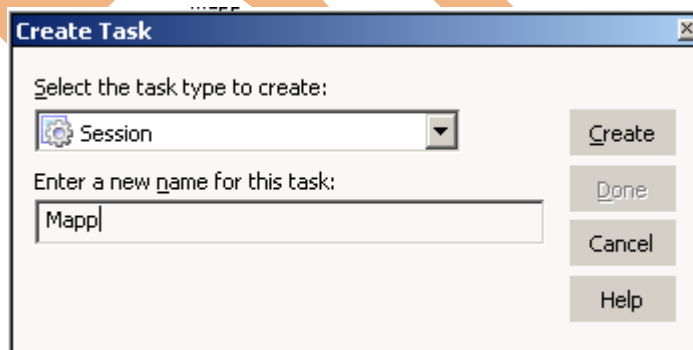 Create Task
Select the task type to create:
Session
Create
Enter a new name for this task:
Done
Mapp
Cancel
Help